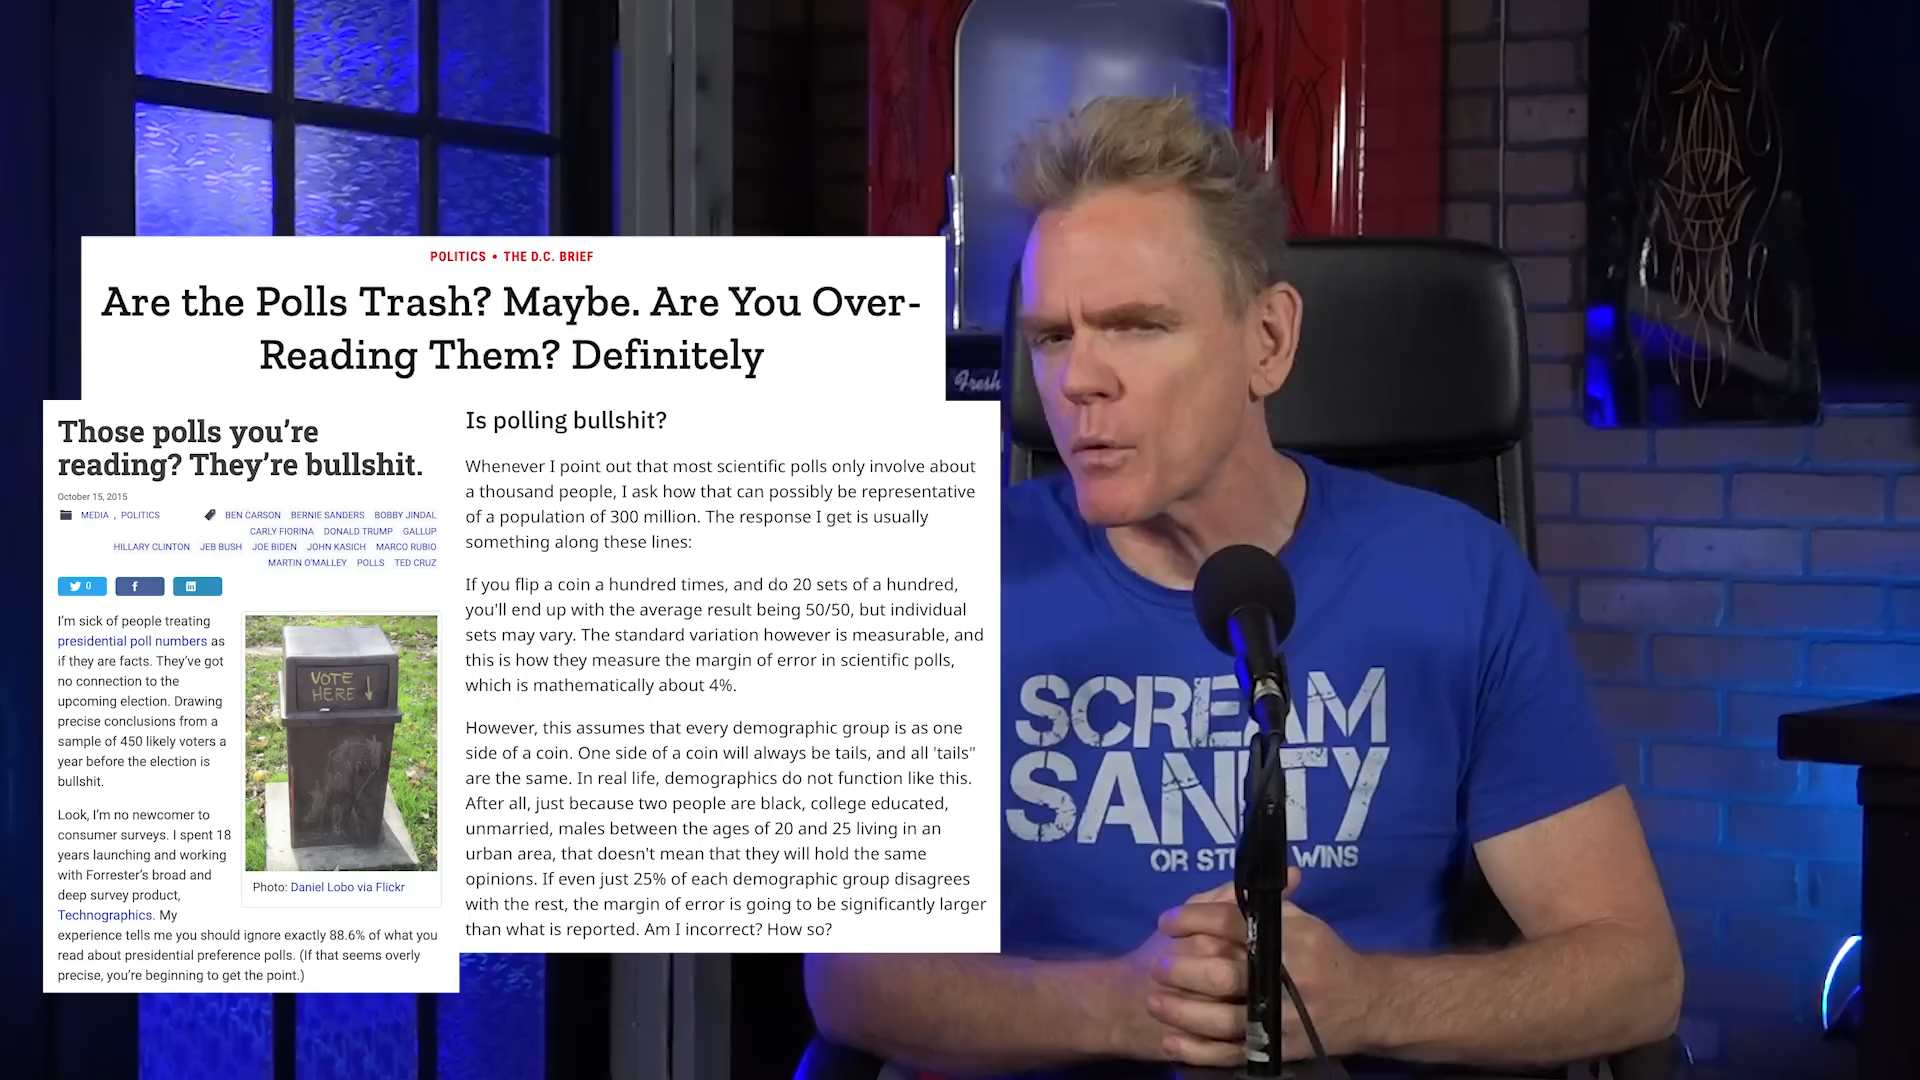 POLITICS • THE D.C. BRIEF
Are the Polls Trash? Maybe. Are You Over-
Reading Them? Definitely
Those polls you’re
reading? They’re bullshit.
October 15, 2015
MEDIA , POLITICS
BEN CARSON BERNIE SANDERS BOBBY JINDAL
CARLY FIORINA DONALD TRUMP GALLUP
HILLARY CLINTON JEB BUSH JOE BIDEN JOHN KASICH MARCO RUBIO
MARTIN O'MALLEY POLLS TED CRUZ
0
I’m sick of people treating
presidential poll numbers as
if they are facts. They’ve got
no connection to the
upcoming election. Drawing
precise conclusions from a
sample of 450 likely voters a
year before the election is
bullshit.
Look, I’m no newcomer to
consumer surveys. I spent 18
years launching and working
with Forrester’s broad and
deep survey product,
Technographics. My
experience tells me you should ignore exactly 88.6% of what you
read about presidential preference polls. (If that seems overly
precise, you’re beginning to get the point.)
VOTE
HERE
Photo: Daniel Lobo via Flickr
Is polling bullshit?
Whenever I point out that most scientific polls only involve about
a thousand people, I ask how that can possibly be representative
of a population of 300 million. The response I get is usually
something along these lines:
If you flip a coin a hundred times, and do 20 sets of a hundred,
you'll end up with the average result being 50/50, but individual
sets may vary. The standard variation however is measurable, and
this is how they measure the margin of error in scientific polls,
which is mathematically about 4%.
However, this assumes that every demographic group is as one
side of a coin. One side of a coin will always be tails, and all 'tails"
are the same. In real life, demographics do not function like this.
After all, just because two people are black, college educated,
unmarried, males between the ages of 20 and 25 living in an
urban area, that doesn't mean that they will hold the same
opinions. If even just 25% of each demographic group disagrees
with the rest, the margin of error is going to be significantly larger
than what is reported. Am I incorrect? How so?
Fresh
SCREAM
SANITY
OR WINS